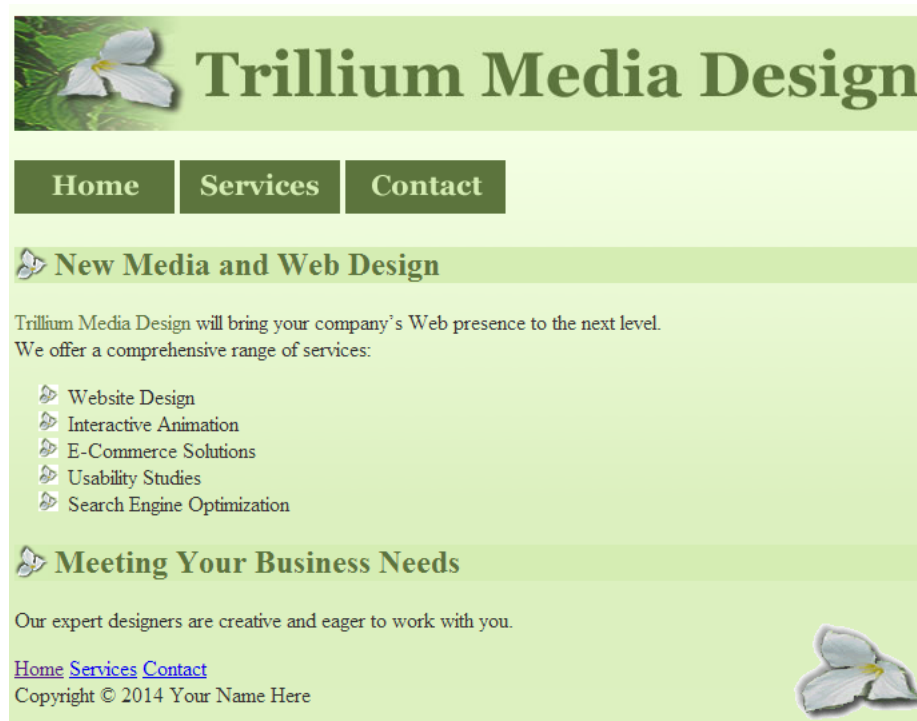 Trillium Media Design
Home Services Contact
New Media and Web Design
Trillium Media Design will bring your company’s Web presence to the next level.
We offer a comprehensive range of services:
Website Design
Interactive Animation
E-Commerce Solutions
Usability Studies
Search Engine Optimization
Meeting Your Business Needs
Our expert designers are creative and eager to work with you.
Home Services Contact
Copyright © 2014 Your Name Here